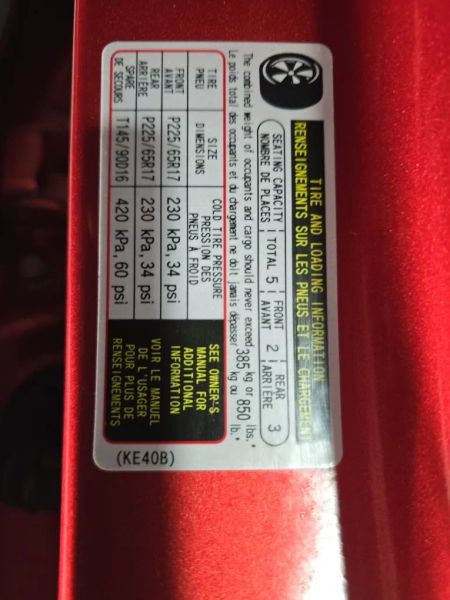 TIRE AND LOADING INFORMATION
RENSEIGNEMENTS SUR LES PNEUS ET LE CHARGEMENT
SEATING CAPACITY TOTAL 5 FRONT 2 REAR 3
NOMBRE DE PLACES AVANT ARRIÈRE
The combined weight of occupants and cargo should never exceed 385 kg or 850 lbs.
Le poids total des occupants et du chargement ne doit jamais dépasser kg ou lb.
TIRE SIZE COLD TIRE PRESSURE
PNEU DIMENSIONS PRESSION DES PNEUS À FROID
FRONT P225/65R17 230 kPa, 34 psi
AVANT
REAR P225/65R17 230 kPa, 34 psi
ARRIÈRE
SPARE T145/90D16 420 kPa, 60 psi
DE SECOURS
SEE OWNER'S
MANUAL FOR
ADDITIONAL
INFORMATION
VOIR LE MANUEL
DE L'USAGER
POUR PLUS DE
RENSEIGNEMENTS
(KE40B)